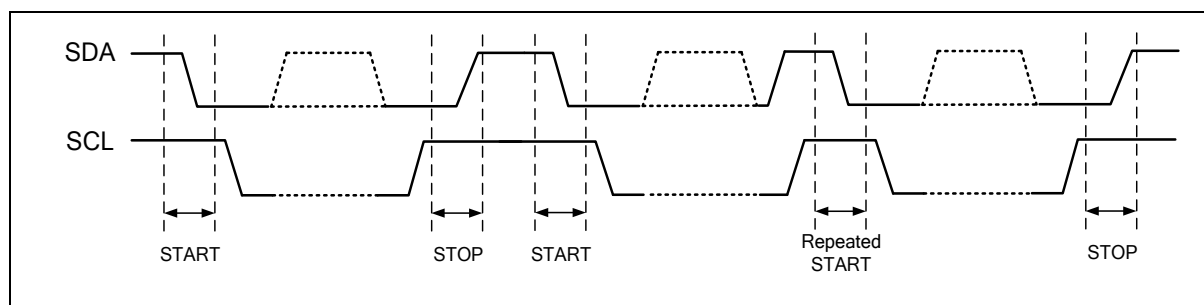 SDA
SCL
START
STOP
START
Repeated
START
STOP